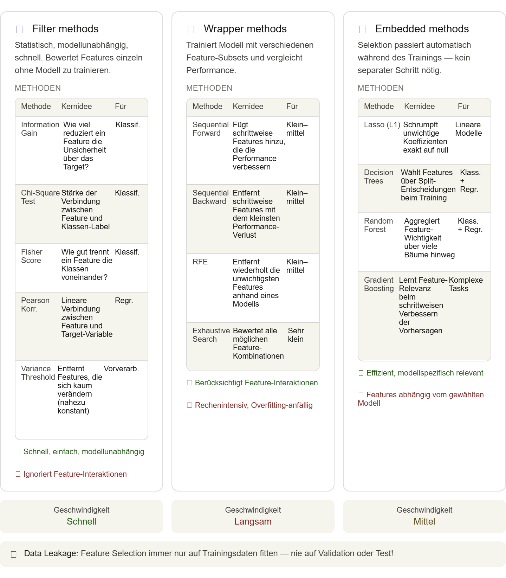 Filter methods
Statistisch, modellunabhängig,
schnell. Bewertet Features einzeln
ohne Modell zu trainieren.
METHODEN
Methode Kernidee Für
Information Gain Wie viel reduziert ein Feature die Unsicherheit über das Target? Klassif.
Chi-Square Test Stärke der Verbindung zwischen Feature und Klassen-Label Klassif.
Fisher Score Wie gut trennt ein Feature die Klassen voneinander? Klassif.
Pearson Korr. Lineare Verbindung zwischen Feature und Target-Variable Regr.
Variance Threshold Entfernt Features, die sich kaum verändern (nahezu konstant) Vorverarb.
Schnell, einfach, modellunabhängig
Ignoriert Feature-Interaktionen
Wrapper methods
Trainiert Modell mit verschiedenen
Feature-Subsets und vergleicht
Performance.
METHODEN
Methode Kernidee Für
Sequential Forward Fügt schrittweise Features hinzu, die die Performance verbessern Klein–mittel
Sequential Backward Entfernt schrittweise Features mit dem kleinsten Performance-Verlust Klein–mittel
RFE Entfernt wiederholt die unwichtigsten Features anhand eines Modells Klein–mittel
Exhaustive Search Bewertet alle möglichen Feature-Kombinationen Sehr klein
Berücksichtigt Feature-Interaktionen
Rechenintensiv, Overfitting-anfällig
Embedded methods
Selektion passiert automatisch
während des Trainings — kein
separater Schritt nötig.
METHODEN
Methode Kernidee Für
Lasso (L1) Schrumpft unwichtige Koeffizienten exakt auf null Lineare Modelle
Decision Trees Wählt Features über Split-Entscheidungen beim Training Klass. + Regr.
Random Forest Aggregiert Feature-Wichtigkeit über viele Bäume hinweg Klass. + Regr.
Gradient Boosting Lernt Feature-Relevanz beim schrittweisen Verbessern der Vorhersagen Komplexe Tasks
Effizient, modellspezifisch relevant
Features abhängig vom gewählten
Modell
Geschwindigkeit
Schnell
Geschwindigkeit
Langsam
Geschwindigkeit
Mittel
Data Leakage: Feature Selection immer nur auf Trainingsdaten fitten — nie auf Validation oder Test!